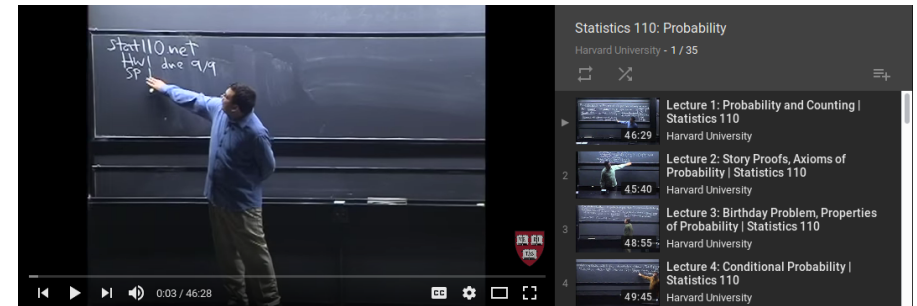 Stat110.net
HW1 due 9/9
SP
0:03 / 46:28
CC
Statistics 110: Probability
Harvard University - 1 / 35
46:29
Lecture 1: Probability and Counting |
Statistics 110
Harvard University
2
45:40
Lecture 2: Story Proofs, Axioms of
Probability | Statistics 110
Harvard University
3
48:55
Lecture 3: Birthday Problem, Properties
of Probability | Statistics 110
Harvard University
4
49:45
Lecture 4: Conditional Probability |
Statistics 110
Harvard University